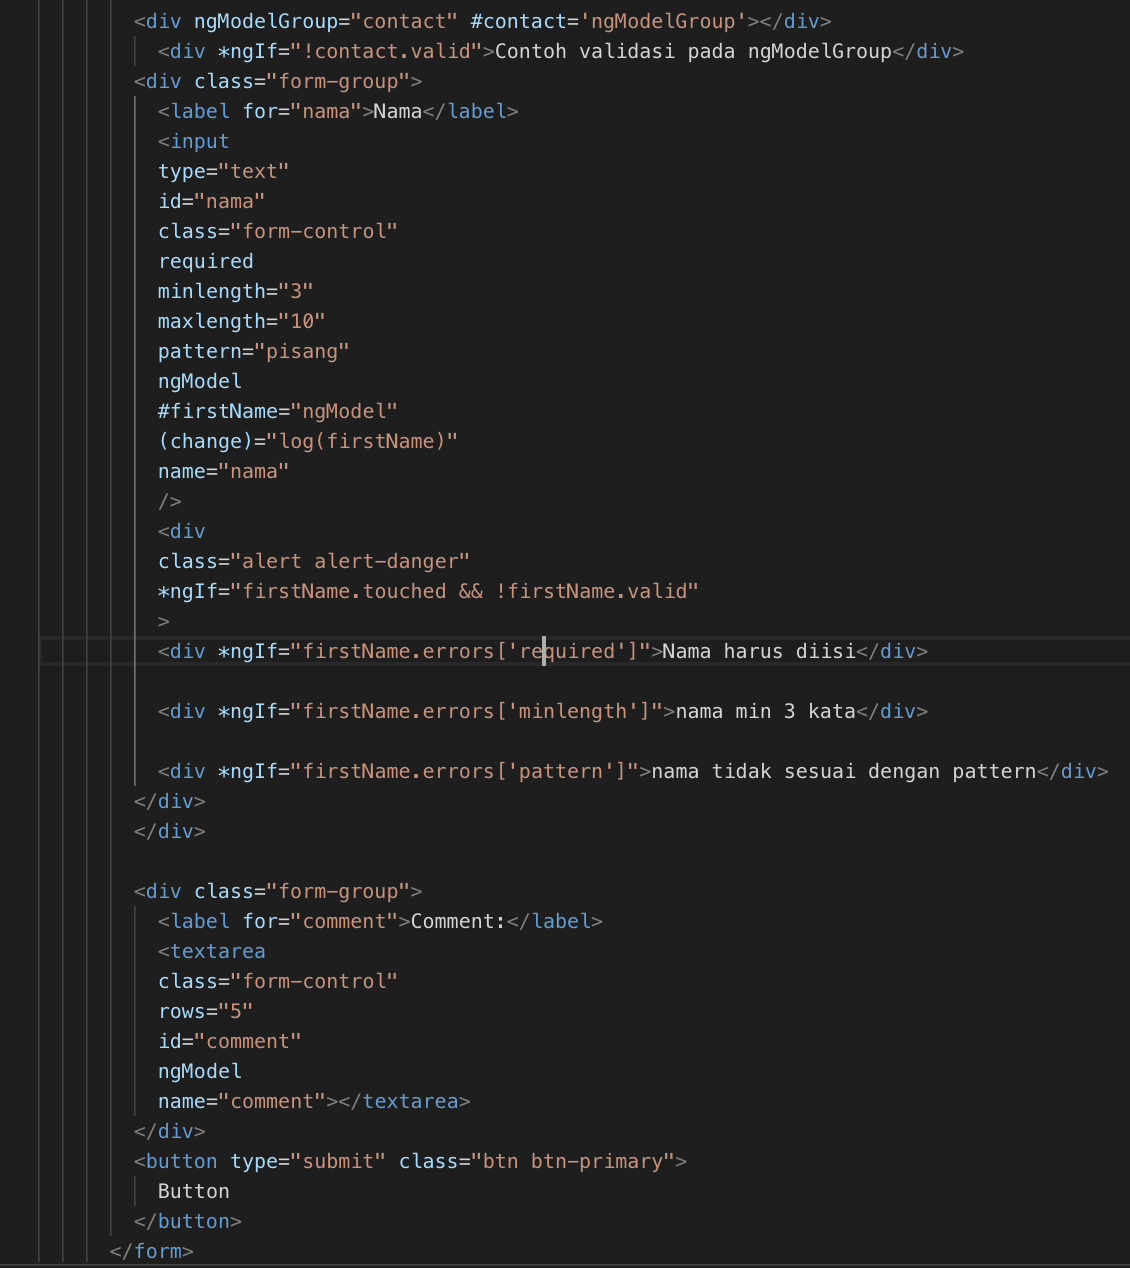 <div ngModelGroup="contact" #contact='ngModelGroup'></div>
<div *ngIf="!contact.valid">Contoh validasi pada ngModelGroup</div>
<div class="form-group">
<label for="nama">Nama</label>
<input
type="text"
id="nama"
class="form-control"
required
minlength="3"
maxlength="10"
pattern="pisang"
ngModel
#firstName="ngModel"
(change)="log(firstName)"
name="nama"
/>
<div
class="alert alert-danger"
*ngIf="firstName.touched && !firstName.valid"
>
<div *ngIf="firstName.errors['required']">Nama harus diisi</div>
<div *ngIf="firstName.errors['minlength']">nama min 3 kata</div>
<div *ngIf="firstName.errors['pattern']">nama tidak sesuai dengan pattern</div>
</div>
</div>
<div class="form-group">
<label for="comment">Comment:</label>
<textarea
class="form-control"
rows="5"
id="comment"
ngModel
name="comment"></textarea>
</div>
<button type="submit" class="btn btn-primary">
Button
</button>
</form>